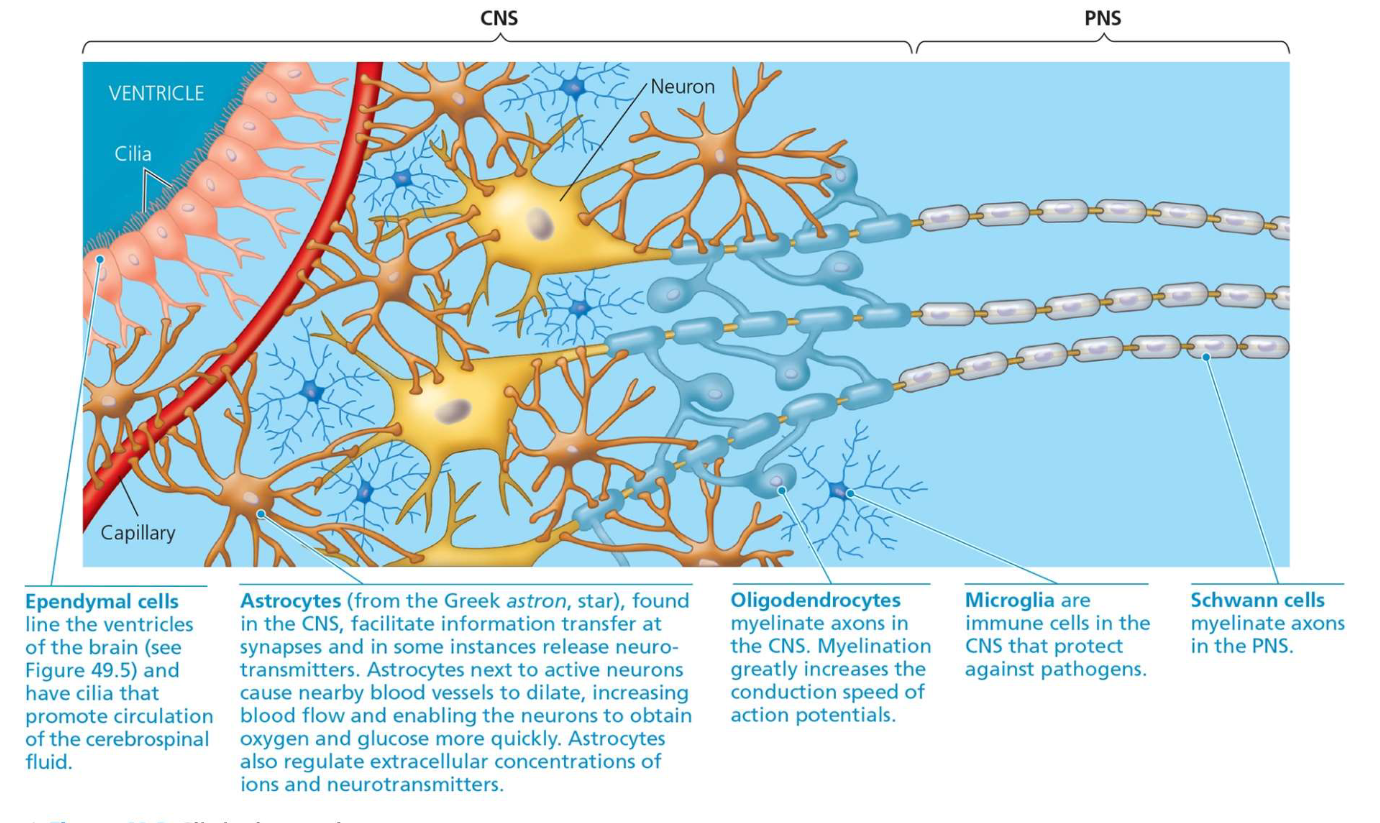 CNS
PNS
VENTRICLE
Neuron
Cilia
Capillary
Ependymal cells
line the ventricles
of the brain (see
Figure 49.5) and
have cilia that
promote circulation
of the cerebrospinal
fluid.
Astrocytes (from the Greek astron, star), found
in the CNS, facilitate information transfer at
synapses and in some instances release neuro-
transmitters. Astrocytes next to active neurons
cause nearby blood vessels to dilate, increasing
blood flow and enabling the neurons to obtain
oxygen and glucose more quickly. Astrocytes
also regulate extracellular concentrations of
ions and neurotransmitters.
Oligodendrocytes
myelinate axons in
the CNS. Myelination
greatly increases the
conduction speed of
action potentials.
Microglia are
immune cells in the
CNS that protect
against pathogens.
Schwann cells
myelinate axons
in the PNS.